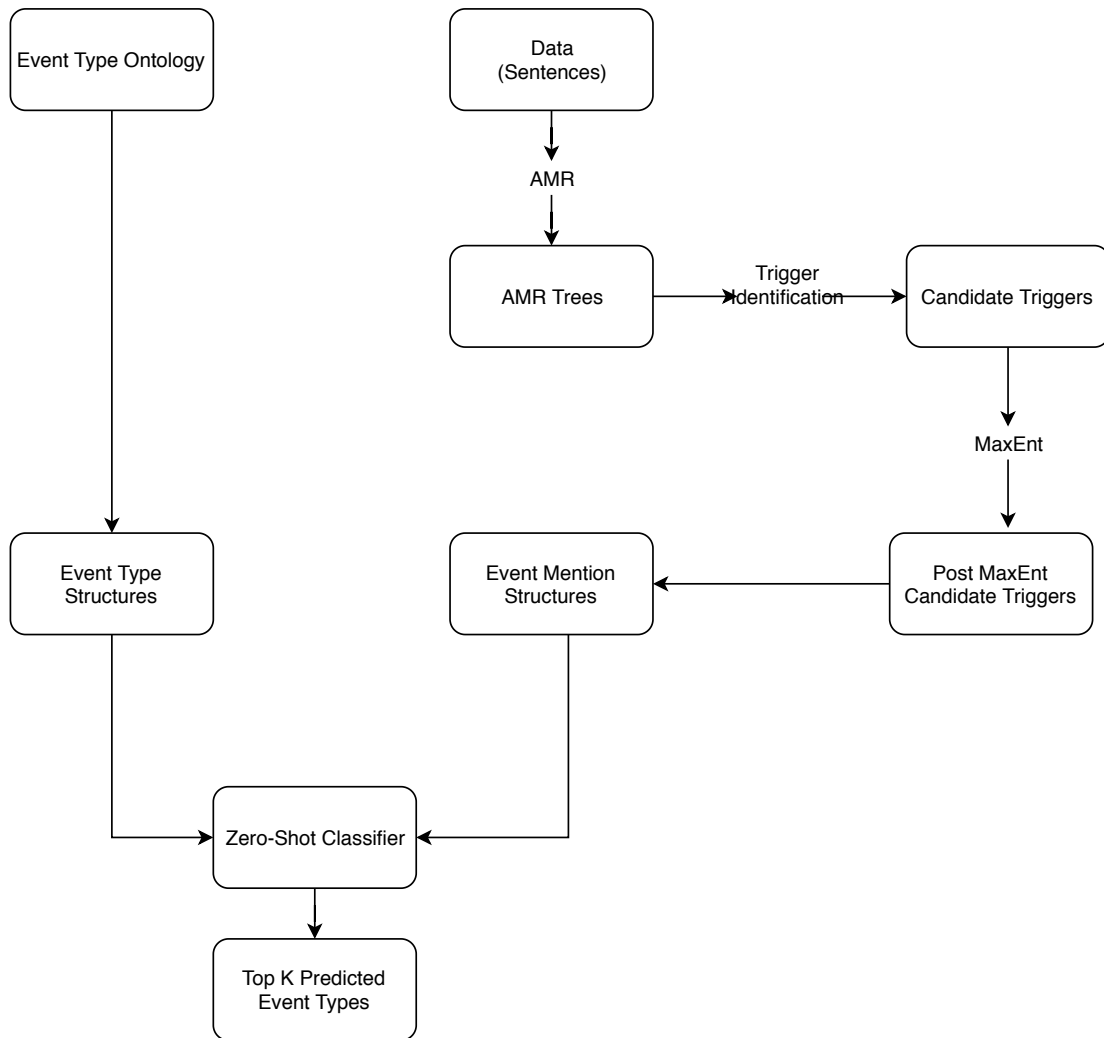 Event Type Ontology
Data
(Sentences)
AMR
AMR Trees
Trigger
Identification
Candidate Triggers
MaxEnt
Event Type
Structures
Event Mention
Structures
Post MaxEnt
Candidate Triggers
Zero-Shot Classifier
Top K Predicted
Event Types